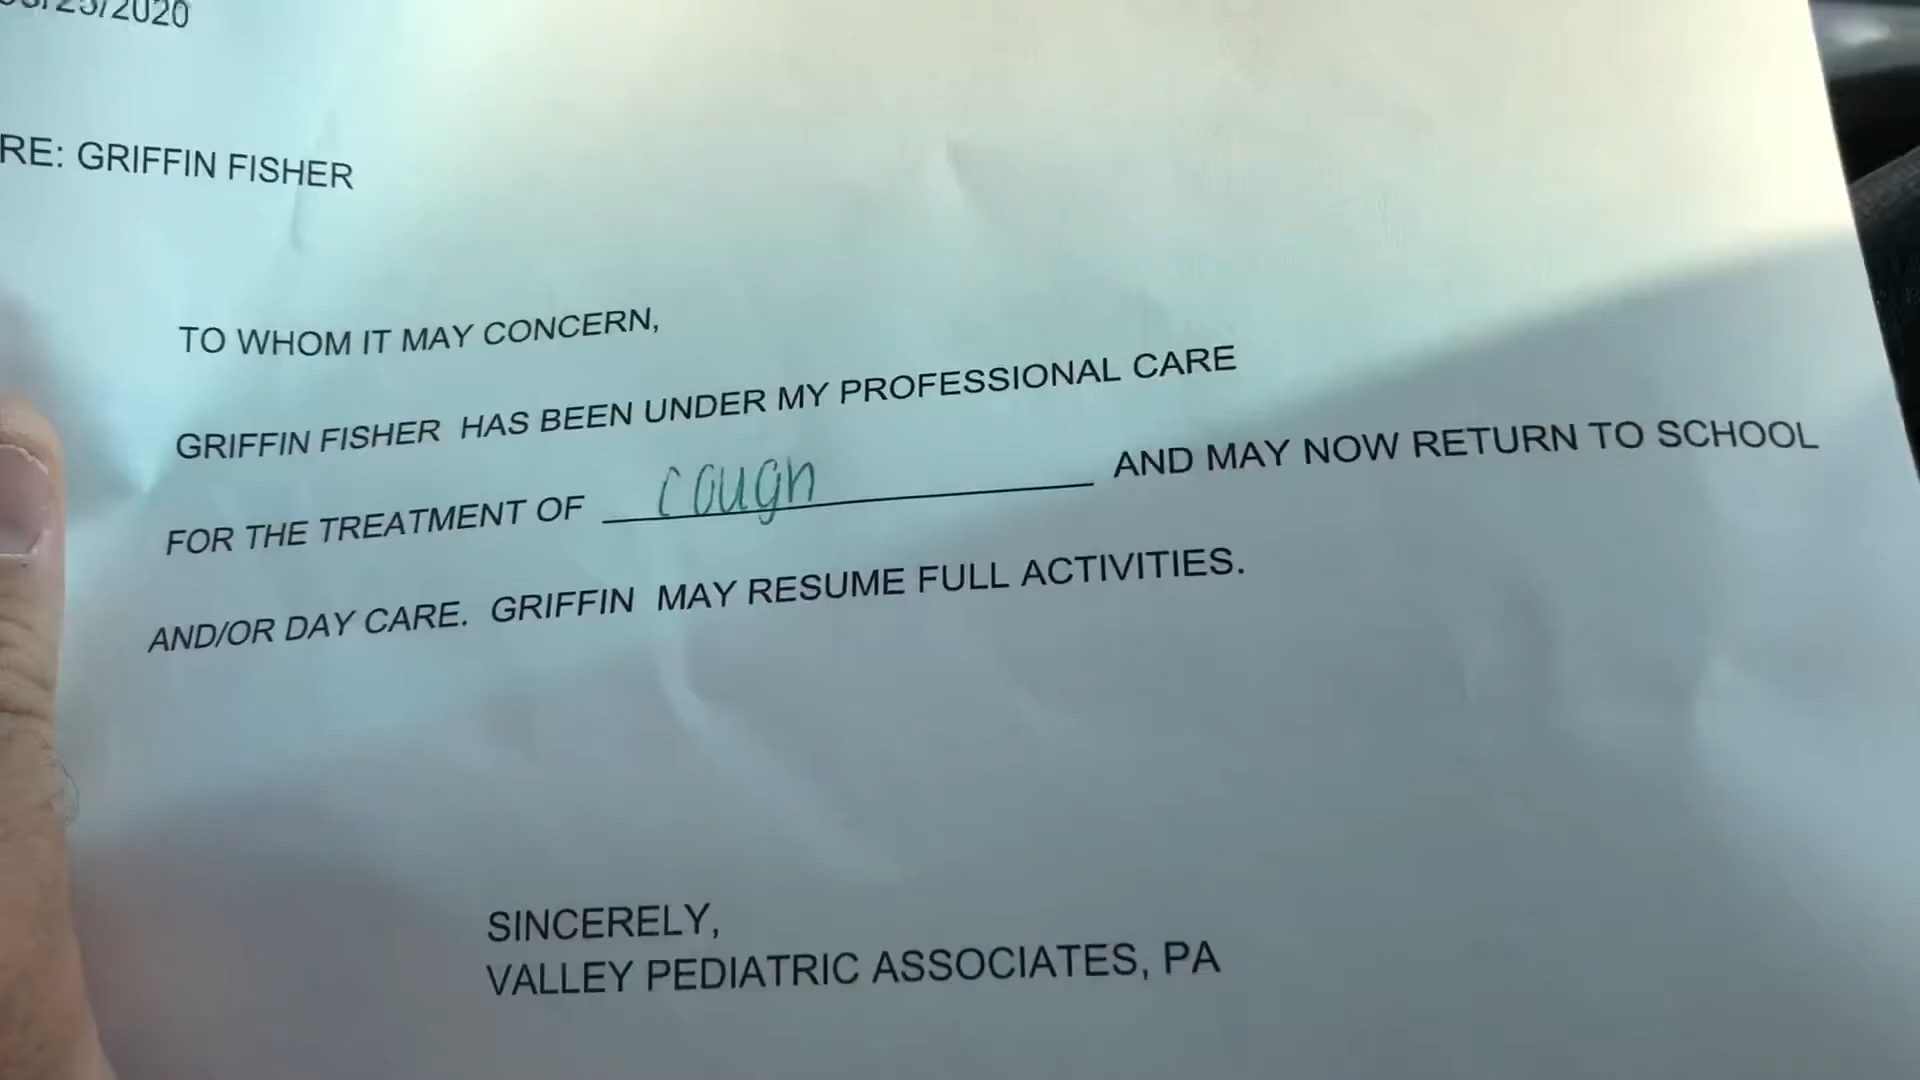 /2020
RE: GRIFFIN FISHER
TO WHOM IT MAY CONCERN,
GRIFFIN FISHER HAS BEEN UNDER MY PROFESSIONAL CARE
FOR THE TREATMENT OF cough AND MAY NOW RETURN TO SCHOOL
AND/OR DAY CARE. GRIFFIN MAY RESUME FULL ACTIVITIES.
SINCERELY,
VALLEY PEDIATRIC ASSOCIATES, PA